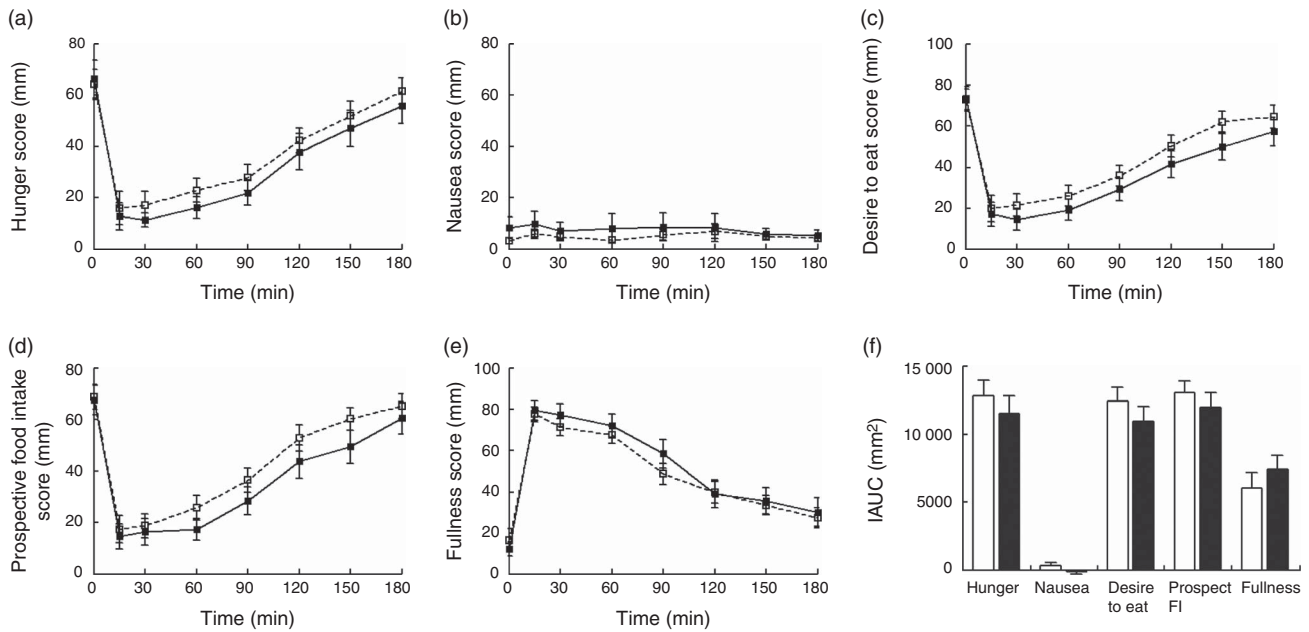 (a)
Hunger score (mm)
80
60
40
20
0
0 30 60 90 120 150 180
Time (min)
(b)
Nausea score (mm)
80
60
40
20
0
0 30 60 90 120 150 180
Time (min)
(c)
Desire to eat score (mm)
100
80
60
40
20
0
0 30 60 90 120 150 180
Time (min)
(d)
Prospective food intake
score (mm)
80
60
40
20
0
0 30 60 90 120 150 180
Time (min)
(e)
Fullness score (mm)
100
80
60
40
20
0
0 30 60 90 120 150 180
Time (min)
(f)
IAUC (mm²)
15 000
10 000
5000
0
Hunger Nausea Desire Prospect Fullness
to eat FI